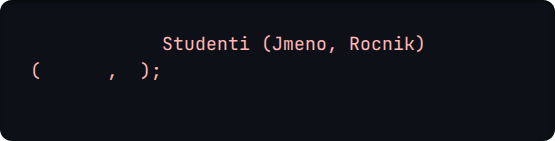 Studenti (Jmeno, Rocnik)
( , );